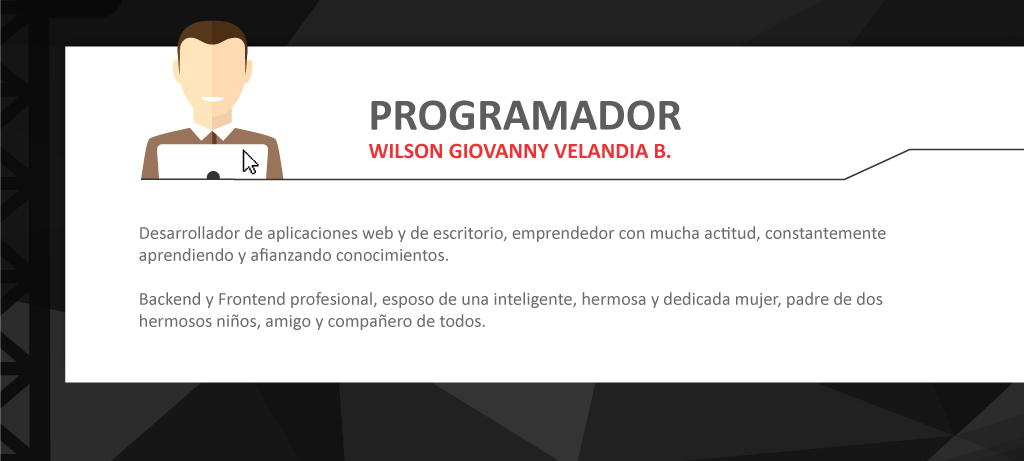 PROGRAMADOR
WILSON GIOVANNY VELANDIA B.
Desarrollador de aplicaciones web y de escritorio, emprendedor con mucha actitud, constantemente
aprendiendo y afianzando conocimientos.
Backend y Frontend profesional, esposo de una inteligente, hermosa y dedicada mujer, padre de dos
hermosos niños, amigo y compañero de todos.